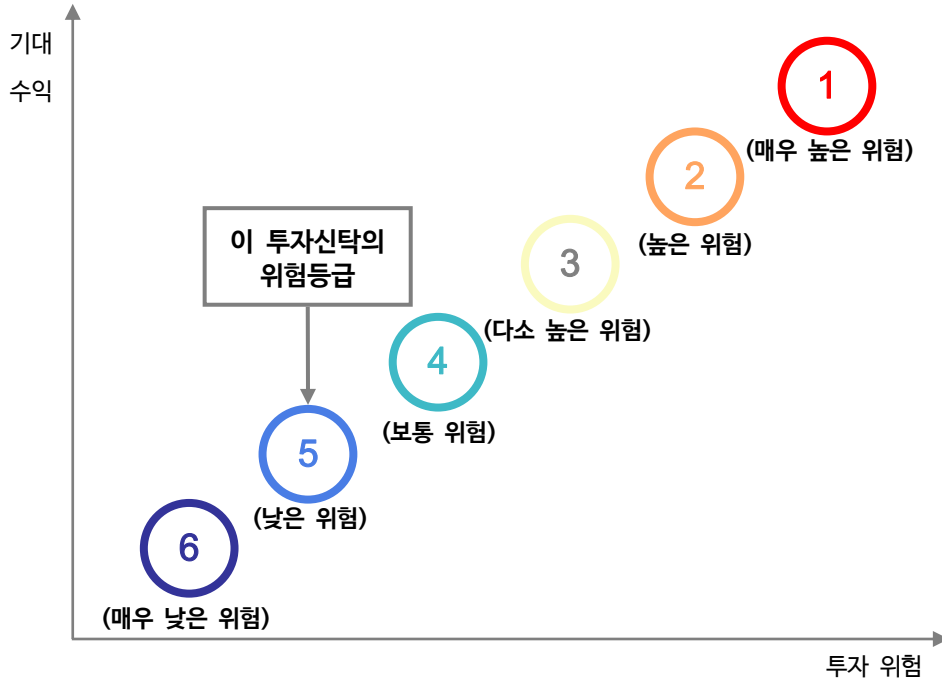 기대
수익
1
(매우 높은 위험)
2
(높은 위험)
이 투자신탁의
위험등급
3
(다소 높은 위험)
4
(보통 위험)
5
(낮은 위험)
6
(매우 낮은 위험)
투자 위험